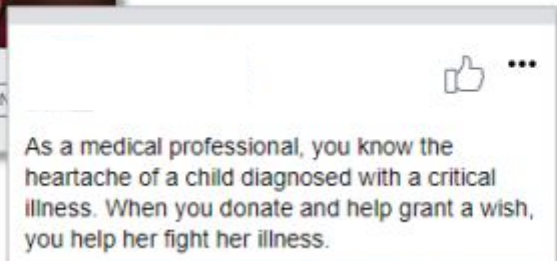 As a medical professional, you know the
heartache of a child diagnosed with a critical
illness. When you donate and help grant a wish,
you help her fight her illness.